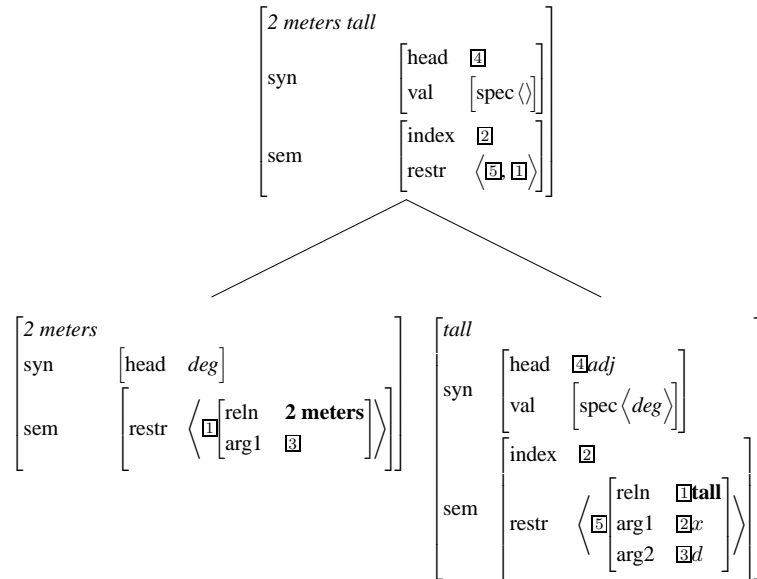 2 meters tall
syn head 4
val spec ⟨⟩
sem index 2
restr ⟨5, 1⟩
2 meters
syn head deg
sem restr ⟨1 reln 2 meters
arg1 3⟩
tall
syn head 4adj
val spec ⟨deg⟩
sem index 2
restr ⟨5 reln 1tall
arg1 2x
arg2 3d⟩